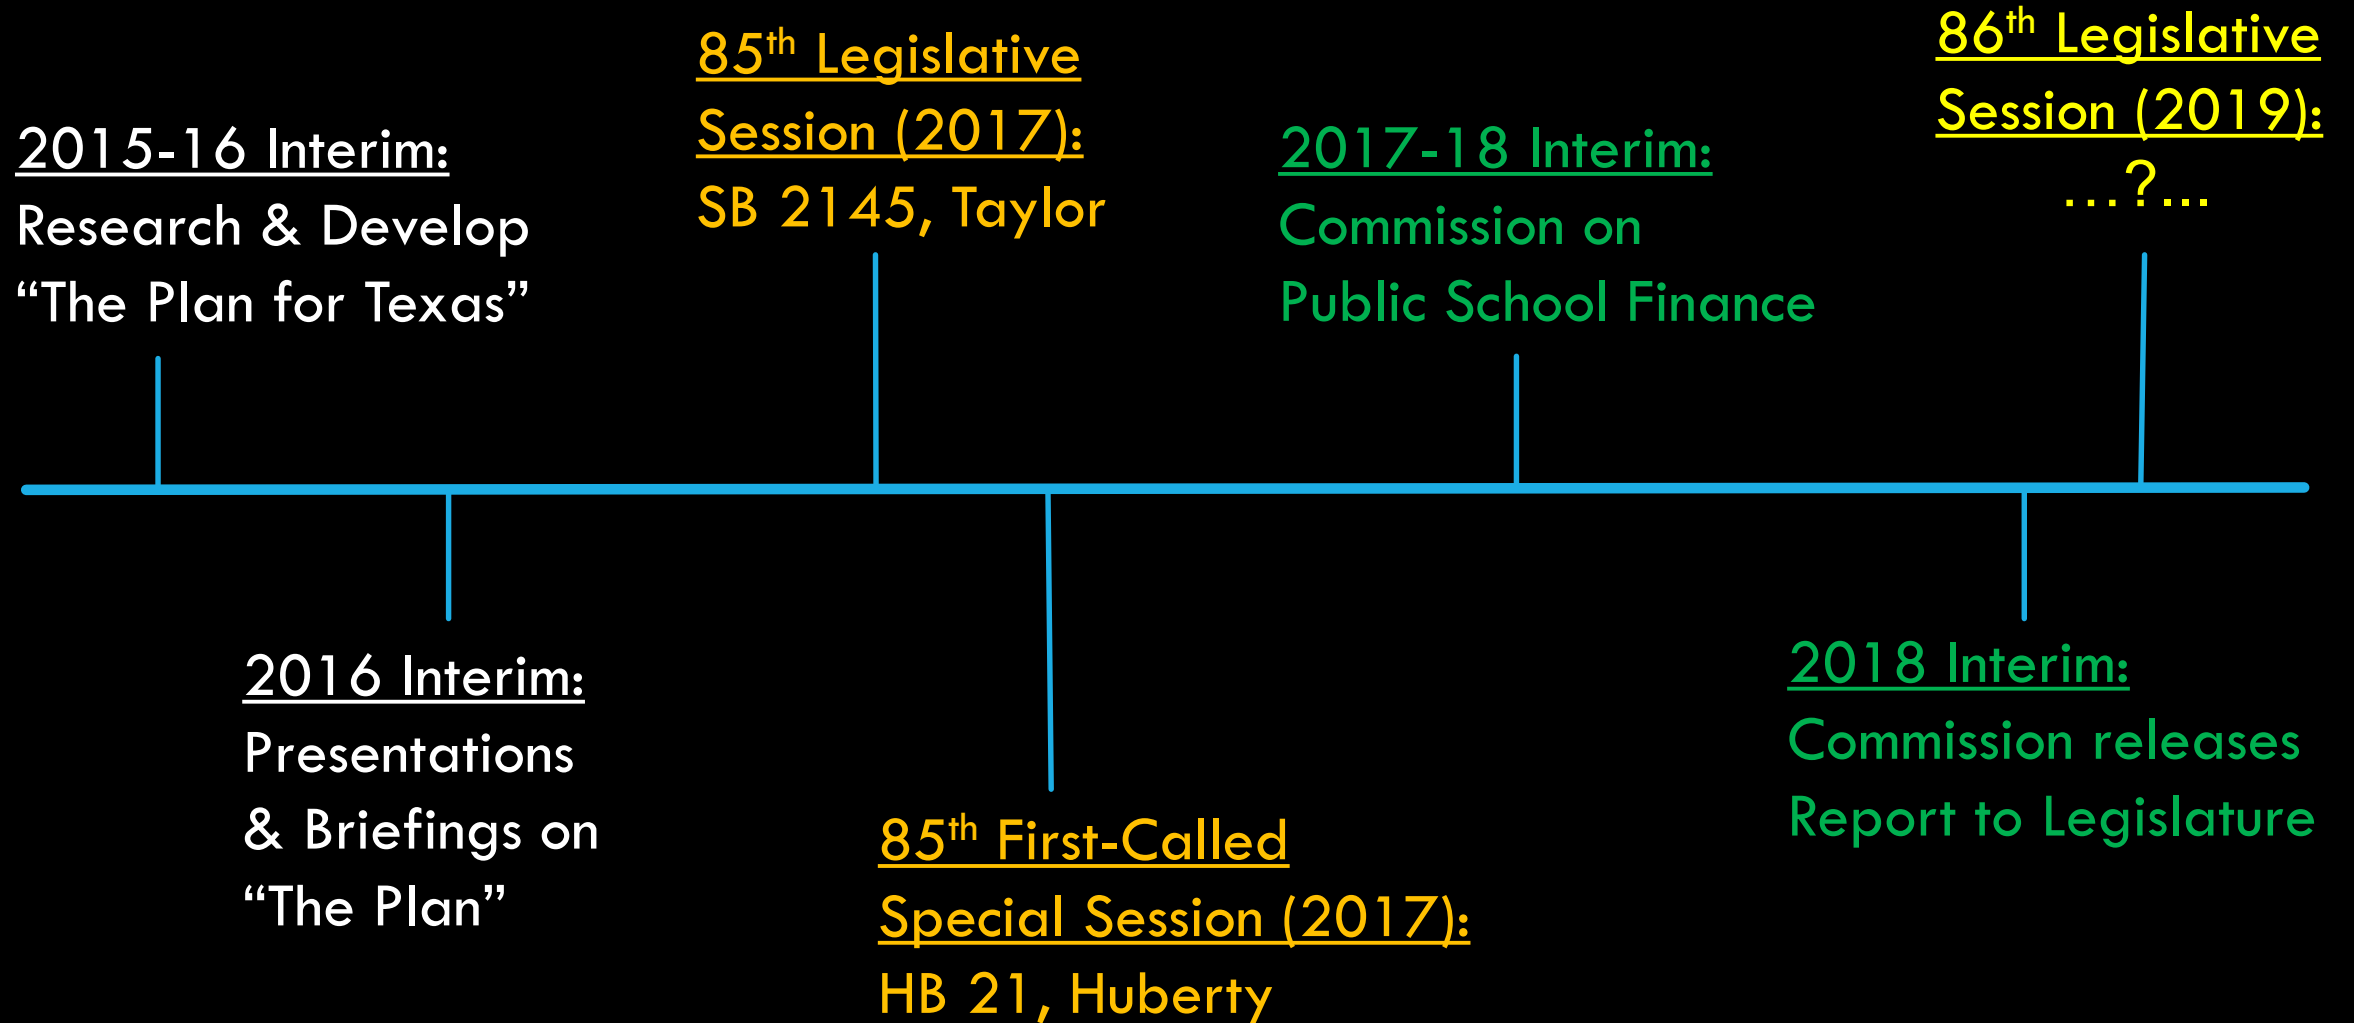 2015-16 Interim:
Research & Develop
“The Plan for Texas”
2016 Interim:
Presentations
& Briefings on
“The Plan”
85th Legislative
Session (2017):
SB 2145, Taylor
85th First-Called
Special Session (2017):
HB 21, Huberty
2017-18 Interim:
Commission on
Public School Finance
2018 Interim:
Commission releases
Report to Legislature
86th Legislative
Session (2019):
…?...